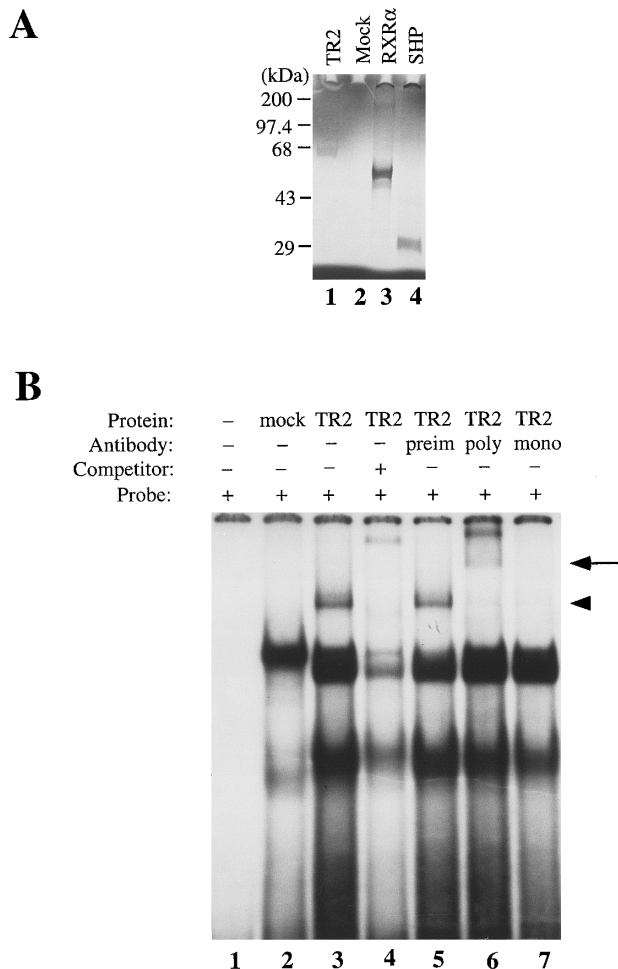 A
TR2
Mock
RXRα
SHP
(kDa)
200
97.4
68
43
29
1 2 3 4
B
Protein: – mock TR2 TR2 TR2 TR2 TR2
Antibody: – – – – preim poly mono
Competitor: – – – + – – –
Probe: + + + + + + +
1 2 3 4 5 6 7